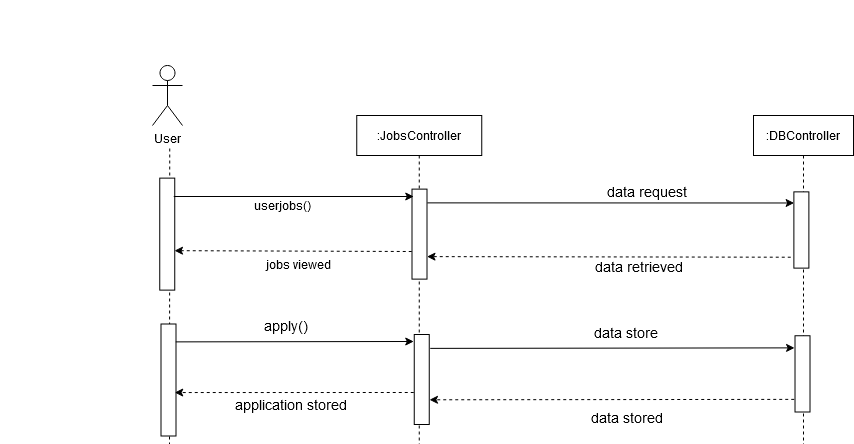 User
:JobsController
:DBController
userjobs()
data request
jobs viewed
data retrieved
apply()
data store
application stored
data stored